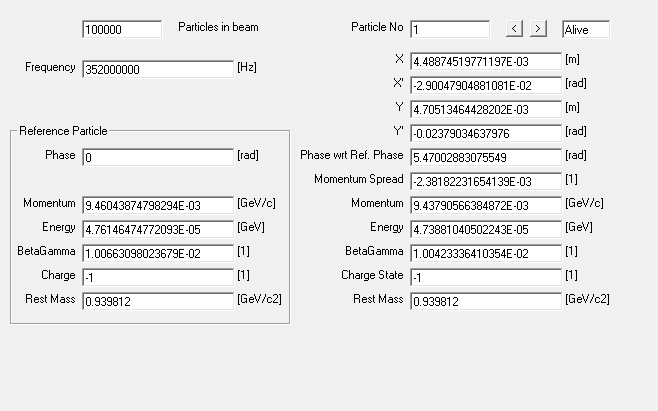 100000 Particles in beam Particle No 1 < > Alive
X 4.48874519771197E-03 [m]
Frequency 352000000 [Hz]
X' -2.90047904881081E-02 [rad]
Y 4.70513464428202E-03 [m]
Reference Particle Y' -0.02379034637976 [rad]
Phase 0 [rad] Phase wrt Ref. Phase 5.47002883075549 [rad]
Momentum Spread -2.38182231654139E-03 [1]
Momentum 9.46043874798294E-03 [GeV/c] Momentum 9.43790566384872E-03 [GeV/c]
Energy 4.76146474772093E-05 [GeV] Energy 4.73881040502243E-05 [GeV]
BetaGamma 1.00663098023679E-02 [1] BetaGamma 1.00423336410354E-02 [1]
Charge -1 [1] Charge State -1 [1]
Rest Mass 0.939812 [GeV/c2] Rest Mass 0.939812 [GeV/c2]